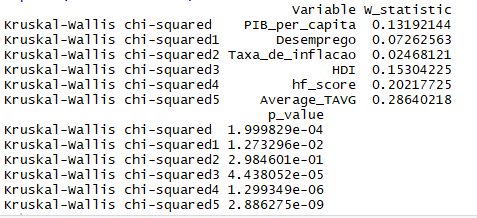 Variable W_statistic
Kruskal-Wallis chi-squared PIB_per_capita 0.13192144
Kruskal-Wallis chi-squared1 Desemprego 0.07262563
Kruskal-Wallis chi-squared2 Taxa_de_inflacao 0.02468121
Kruskal-Wallis chi-squared3 HDI 0.15304225
Kruskal-Wallis chi-squared4 hf_score 0.20217725
Kruskal-Wallis chi-squared5 Average_TAVG 0.28640218
p_value
Kruskal-Wallis chi-squared 1.999829e-04
Kruskal-Wallis chi-squared1 1.273296e-02
Kruskal-Wallis chi-squared2 2.984601e-01
Kruskal-Wallis chi-squared3 4.438052e-05
Kruskal-Wallis chi-squared4 1.299349e-06
Kruskal-Wallis chi-squared5 2.886275e-09